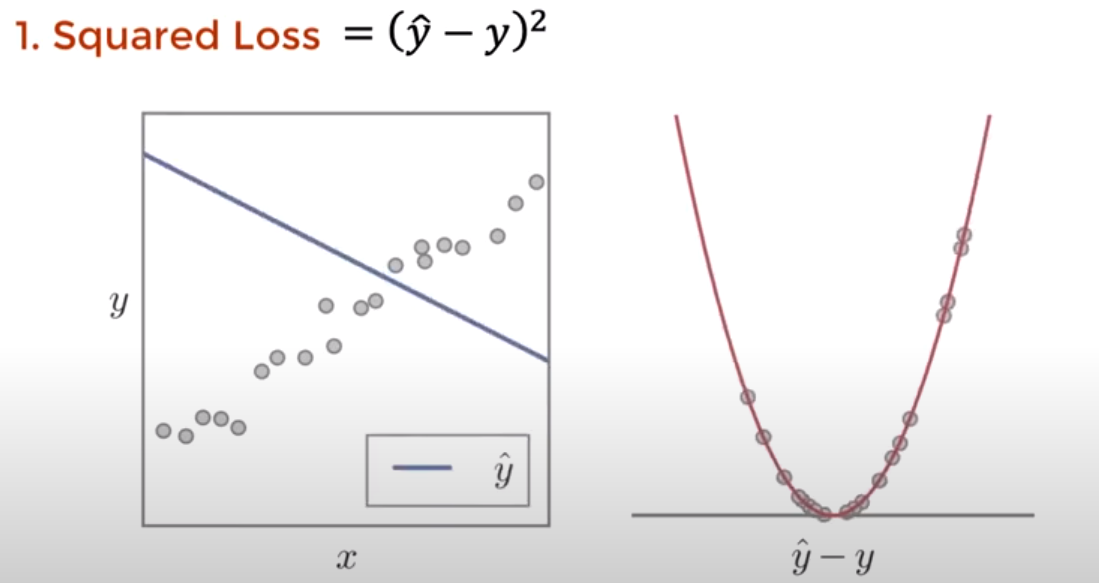 1. Squared Loss = (ŷ − y)²
y
ŷ
x
ŷ − y